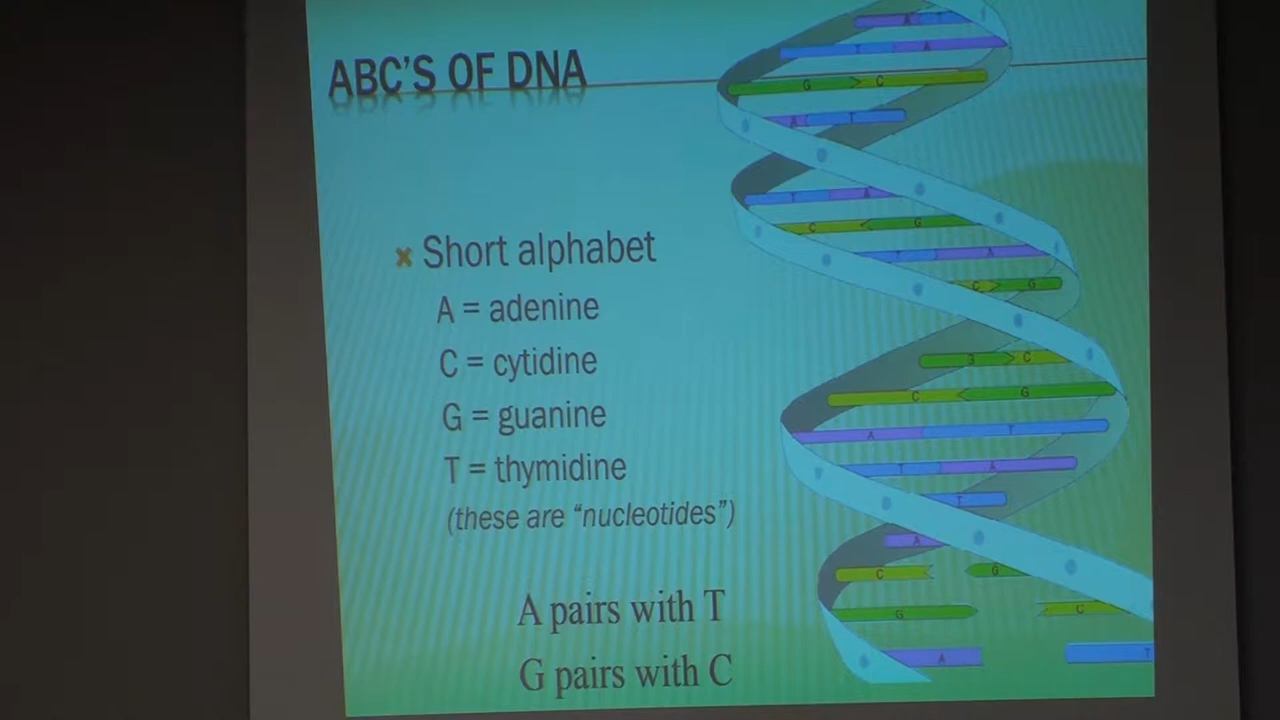 ABC'S OF DNA
Short alphabet
A = adenine
C = cytidine
G = guanine
T = thymidine
(these are "nucleotides")
A pairs with T
G pairs with C
A T
T A
G C
A T
T A
C G
T A
C G
G C
C G
A T
T A
T
A
C G
G C
A T